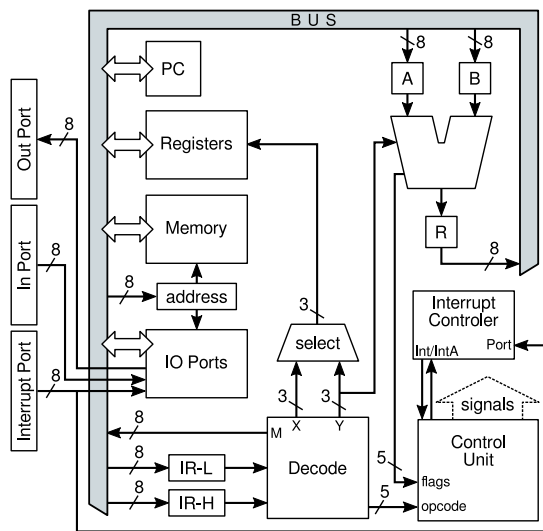 BUS
8
8
PC
A
B
Out Port
8
Registers
Memory
R
8
In Port
8
8
address
3
Interrupt Controler
Int/IntA
Port
select
IO Ports
Interrupt Port
8
3
3
signals
8
M
X
Y
Decode
Control Unit
IR-L
8
5
flags
IR-H
8
5
opcode